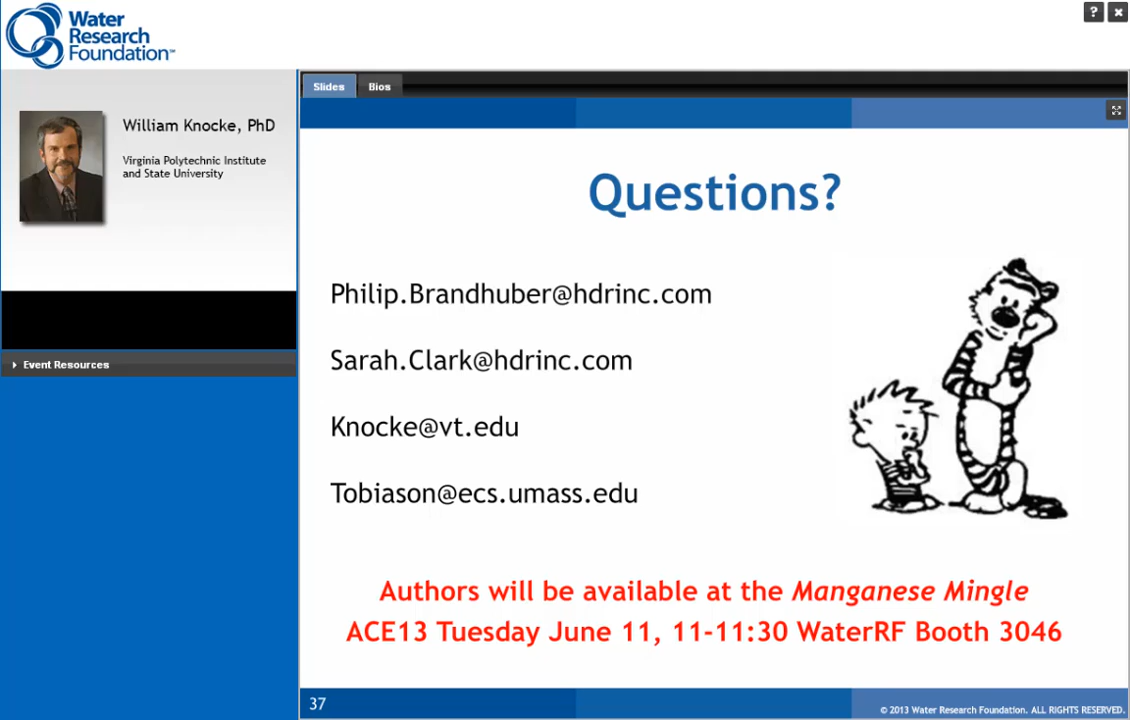 Water
Research
Foundation™
? ×
William Knocke, PhD
Virginia Polytechnic Institute
and State University
Event Resources
Slides Bios
Questions?
Philip.Brandhuber@hdrinc.com
Sarah.Clark@hdrinc.com
Knocke@vt.edu
Tobiason@ecs.umass.edu
Authors will be available at the Manganese Mingle
ACE13 Tuesday June 11, 11-11:30 WaterRF Booth 3046
37
© 2013 Water Research Foundation. ALL RIGHTS RESERVED.